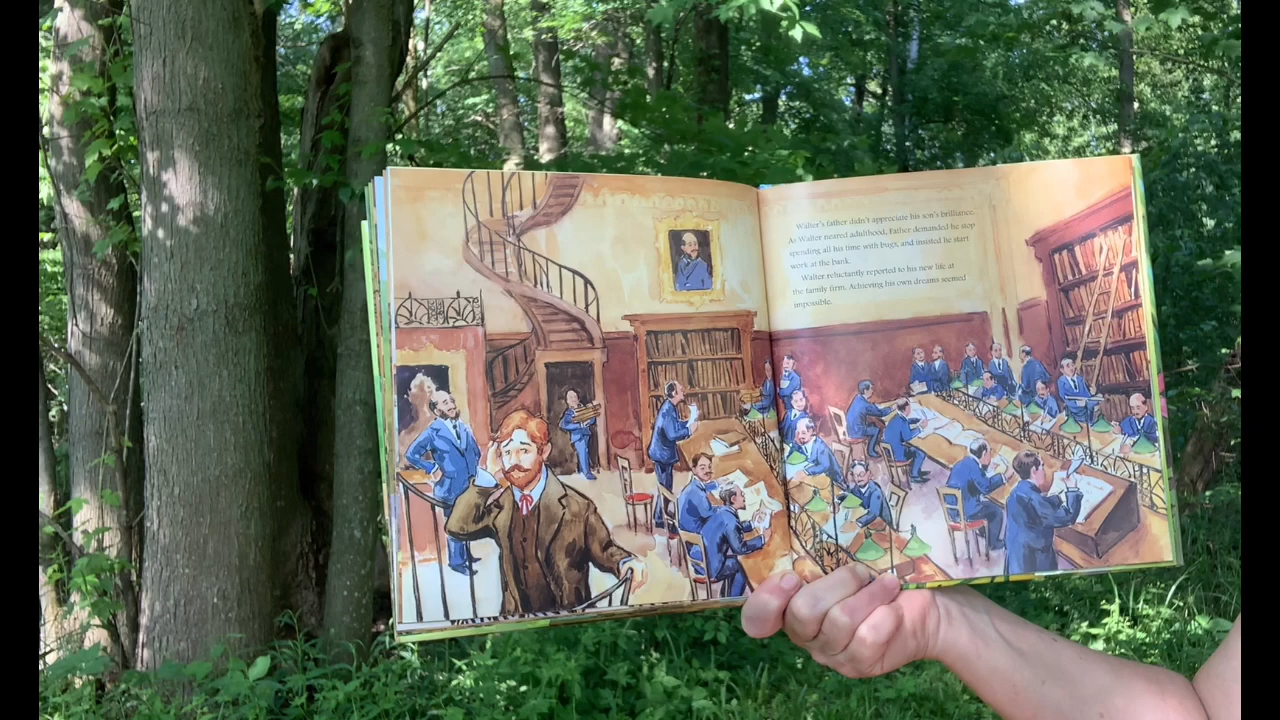 Walter's father didn't appreciate his son's brilliance.
As Walter neared adulthood, Father demanded he stop
spending all his time with bugs, and insisted he start
work at the bank.
Walter reluctantly reported to his new life at
the family firm. Achieving his own dreams seemed
impossible.